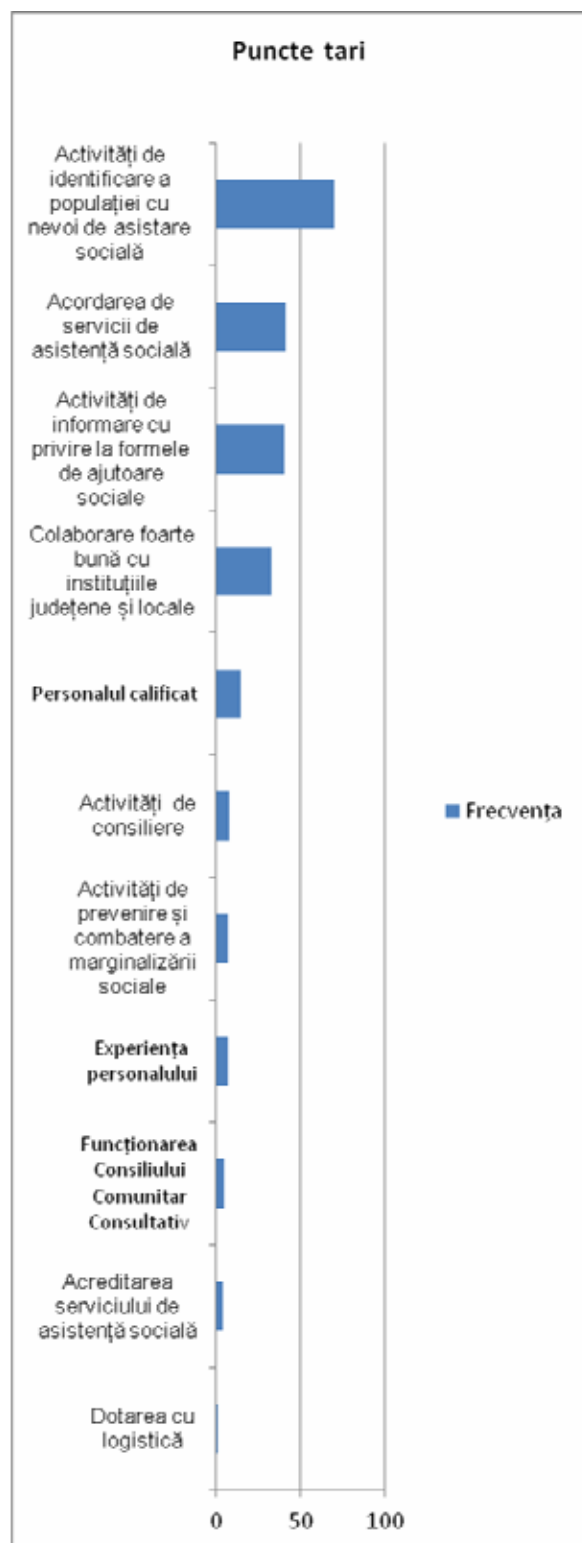 Puncte tari
Activități de
identificare a
populației cu
nevoi de asistare
socială
Acordarea de
servicii de
asistență socială
Activități de
informare cu
privire la formele
de ajutoare
sociale
Colaborare foarte
bună cu
instituțiile
județene și locale
Personalul calificat
Activități de
consiliere
Activități de
prevenire și
combatere a
marginalizării
sociale
Experiența
personalului
Funcționarea
Consiliului
Comunitar
Consultativ
Acreditarea
serviciului de
asistență socială
Dotarea cu
logistică
Frecvența
0 50 100